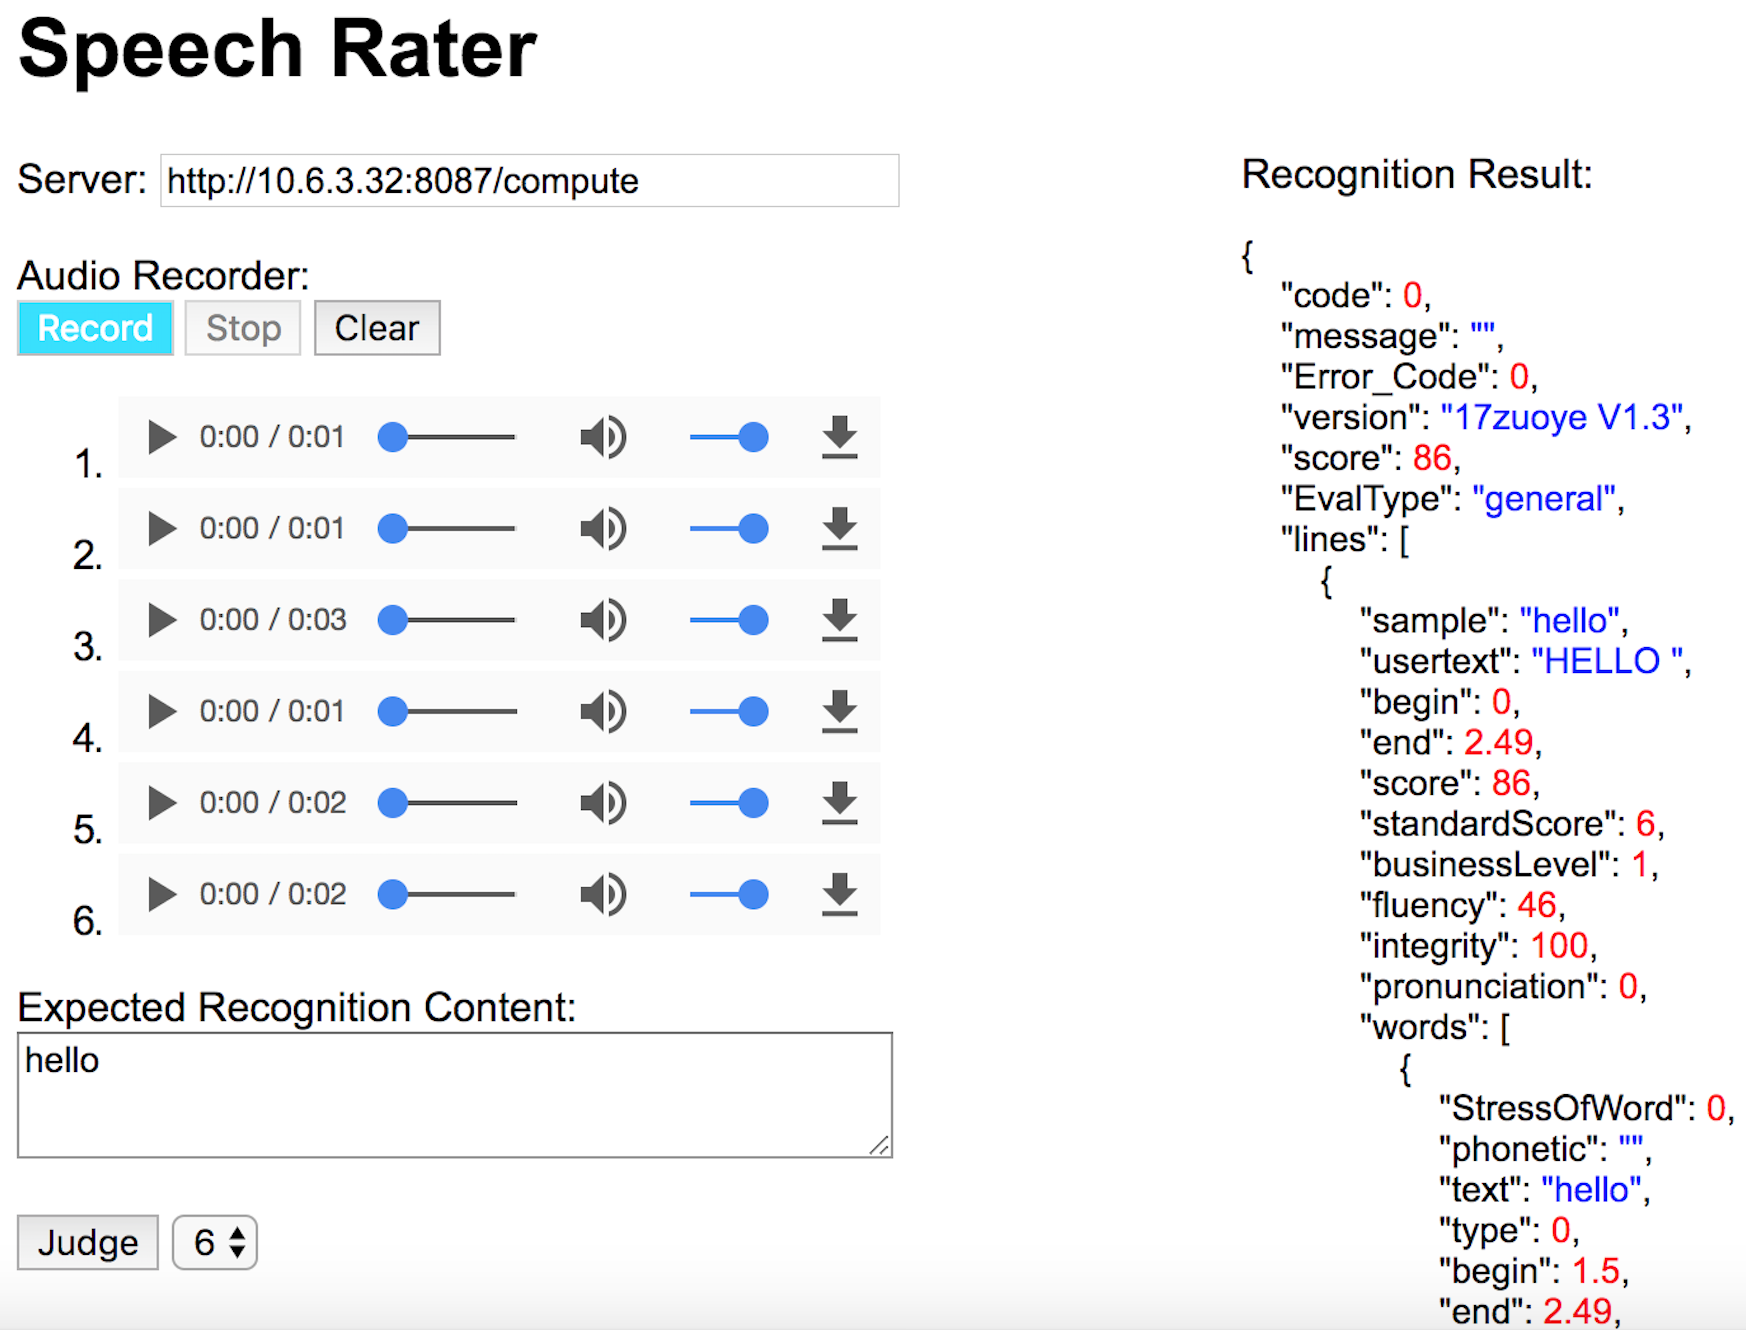 Speech Rater
Server: http://10.6.3.32:8087/compute
Audio Recorder:
Record Stop Clear
1. 0:00 / 0:01
2. 0:00 / 0:01
3. 0:00 / 0:03
4. 0:00 / 0:01
5. 0:00 / 0:02
6. 0:00 / 0:02
Expected Recognition Content:
hello
Judge 6
Recognition Result:
{
"code": 0,
"message": "",
"Error_Code": 0,
"version": "17zuoye V1.3",
"score": 86,
"EvalType": "general",
"lines": [
{
"sample": "hello",
"usertext": "HELLO ",
"begin": 0,
"end": 2.49,
"score": 86,
"standardScore": 6,
"businessLevel": 1,
"fluency": 46,
"integrity": 100,
"pronunciation": 0,
"words": [
{
"StressOfWord": 0,
"phonetic": "",
"text": "hello",
"type": 0,
"begin": 1.5,
"end": 2.49,